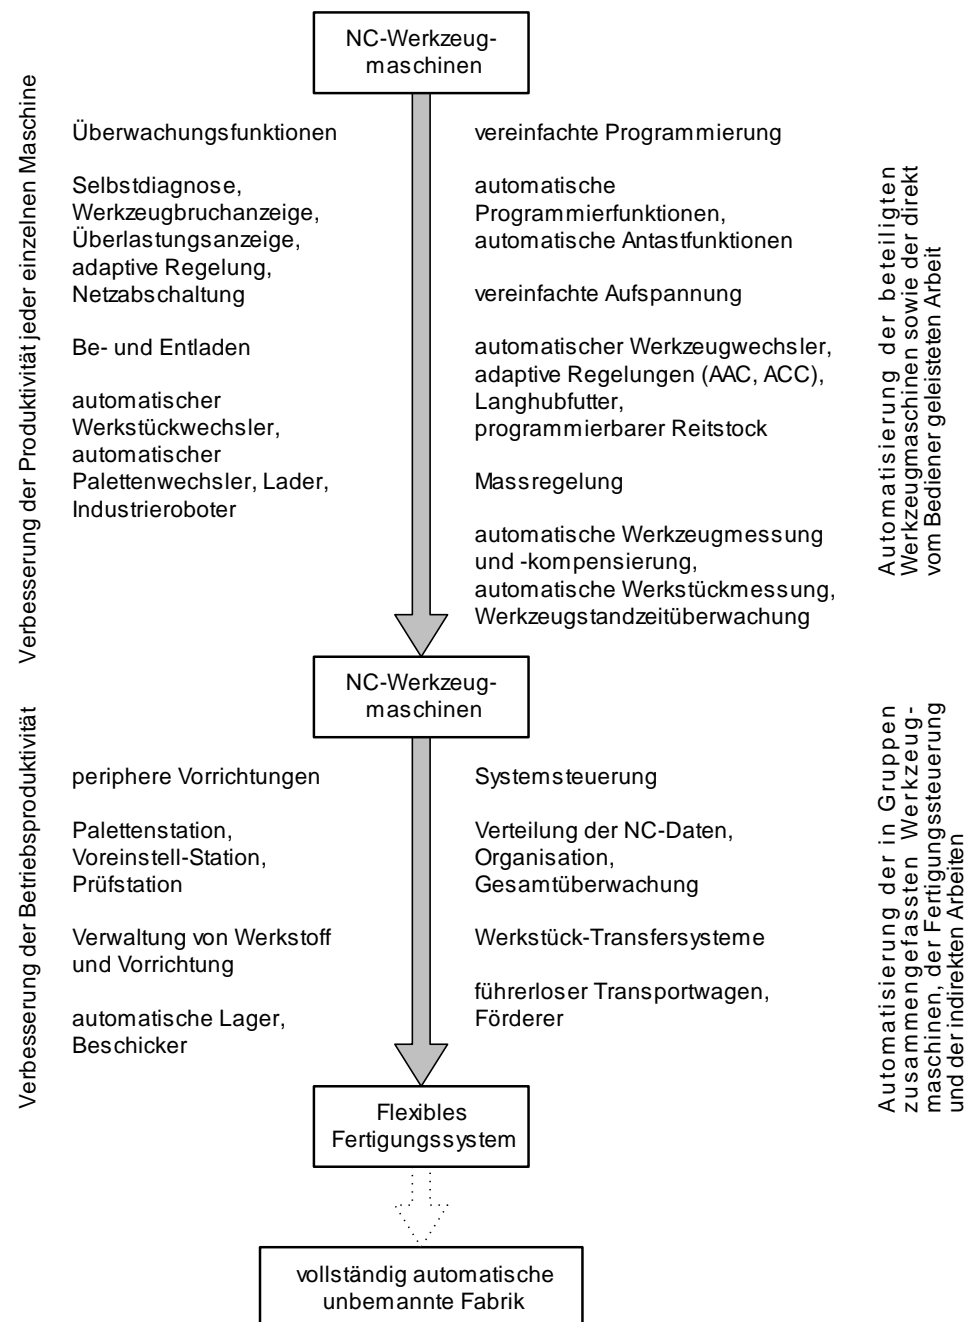 NC-Werkzeug-
maschinen
Verbesserung der Produktivität jeder einzelnen Maschine
Überwachungsfunktionen
Selbstdiagnose,
Werkzeugbruchanzeige,
Überlastungsanzeige,
adaptive Regelung,
Netzabschaltung
Be- und Entladen
automatischer
Werkstückwechsler,
automatischer
Palettenwechsler, Lader,
Industrieroboter
vereinfachte Programmierung
automatische
Programmierfunktionen,
automatische Antastfunktionen
vereinfachte Aufspannung
automatischer Werkzeugwechsler,
adaptive Regelungen (AAC, ACC),
Langhubfutter,
programmierbarer Reitstock
Massregelung
automatische Werkzeugmessung
und -kompensierung,
automatische Werkstückmessung,
Werkzeugstandzeitüberwachung
Automatisierung der beteiligten
Werkzeugmaschinen sowie der direkt
vom Bediener geleisteten Arbeit
NC-Werkzeug-
maschinen
Verbesserung der Betriebsproduktivität
periphere Vorrichtungen
Palettenstation,
Voreinstell-Station,
Prüfstation
Verwaltung von Werkstoff
und Vorrichtung
automatische Lager,
Beschicker
Systemsteuerung
Verteilung der NC-Daten,
Organisation,
Gesamtüberwachung
Werkstück-Transfersysteme
führerloser Transportwagen,
Förderer
Automatisierung der in Gruppen
zusammengefassten Werkzeug-
maschinen, der Fertigungssteuerung
und der indirekten Arbeiten
Flexibles
Fertigungssystem
vollständig automatische
unbemannte Fabrik